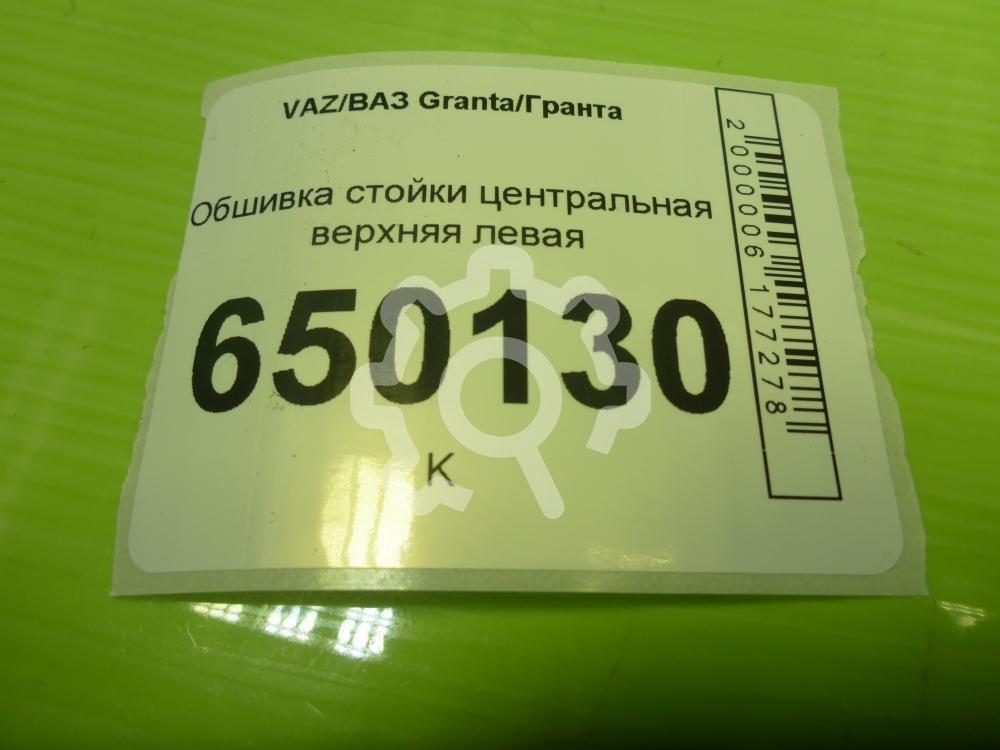 VAZ/ВАЗ Granta/Гранта
Обшивка стойки центральная
верхняя левая
650130
К
2000006177278